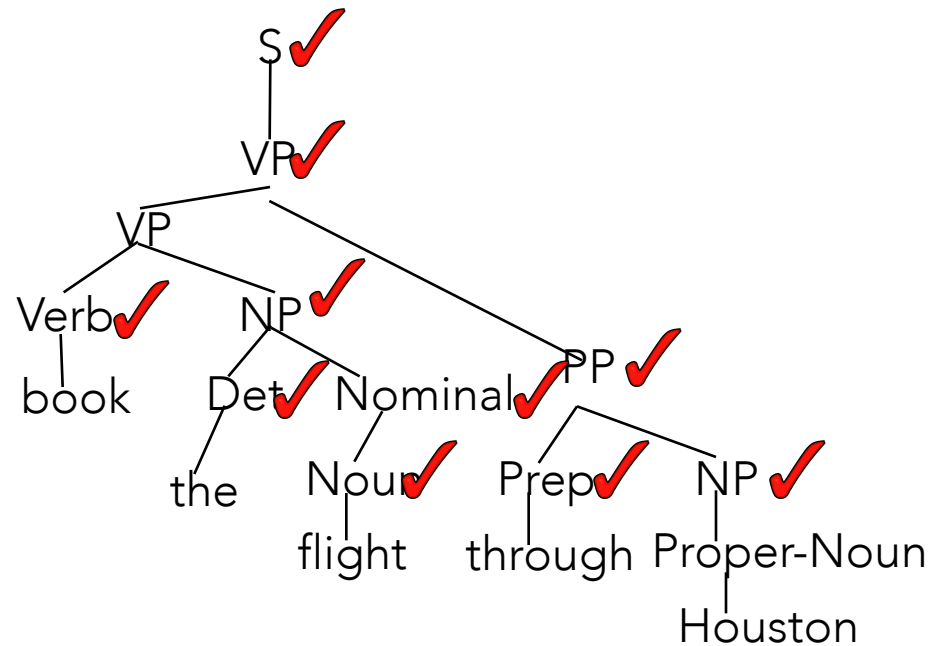 S
VP
VP
Verb NP
PP
book Det Nominal
the Noun Prep NP
flight through Proper-Noun
Houston